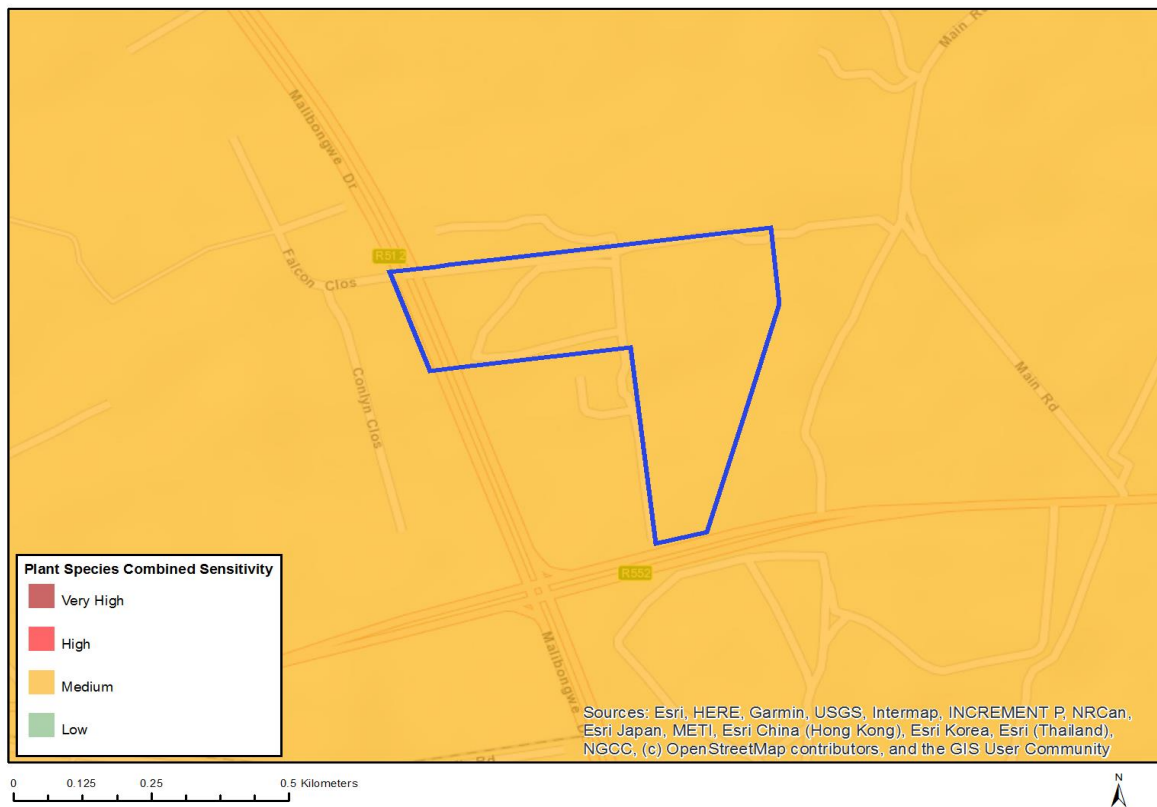 Main Rd
Malibongwe Dr
R512
Falcon Clos
Conlyn Clos
Main Rd
R552
Malibongwe D
Rd
Plant Species Combined Sensitivity
Very High
High
Medium
Low
Sources: Esri, HERE, Garmin, USGS, Intermap, INCREMENT P, NRCan,
Esri Japan, METI, Esri China (Hong Kong), Esri Korea, Esri (Thailand),
NGCC, (c) OpenStreetMap contributors, and the GIS User Community
0 0.125 0.25 0.5 Kilometers
N